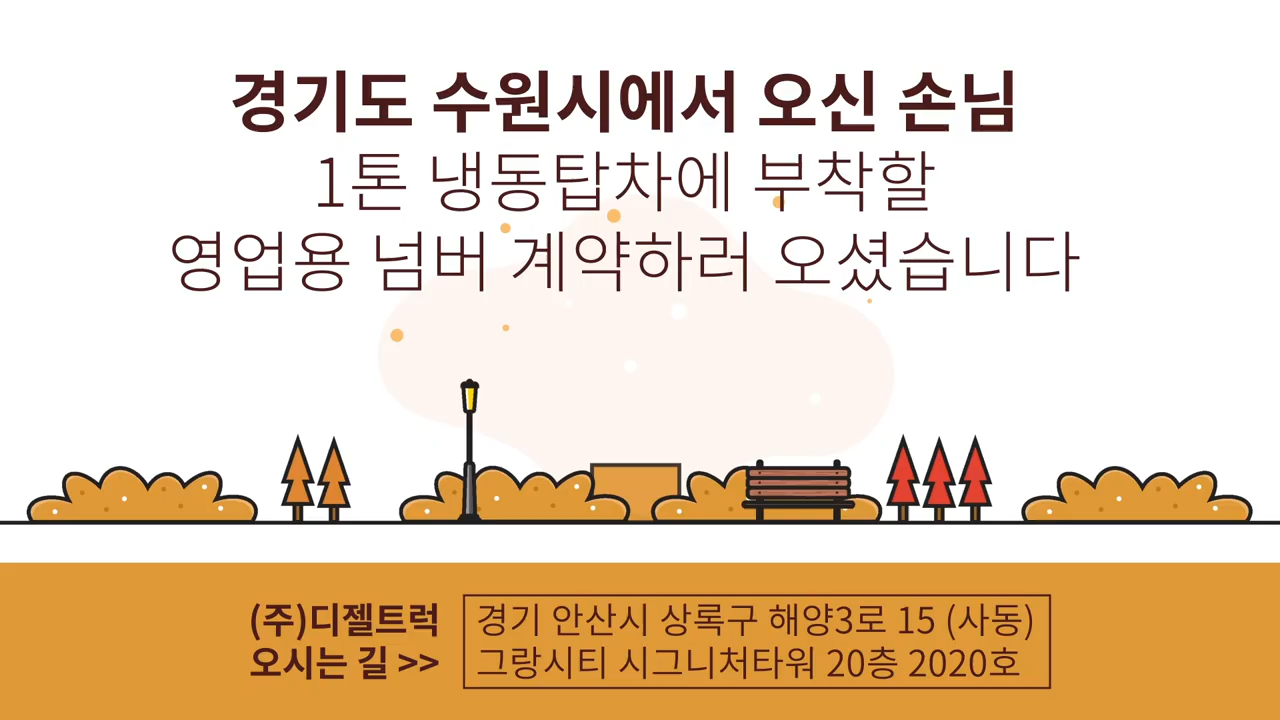 경기도 수원시에서 오신 손님
1톤 냉동탑차에 부착할
영업용 넘버 계약하러 오셨습니다
(주)디젤트럭
오시는 길 >>
경기 안산시 상록구 해양3로 15 (사동)
그랑시티 시그니처타워 20층 2020호